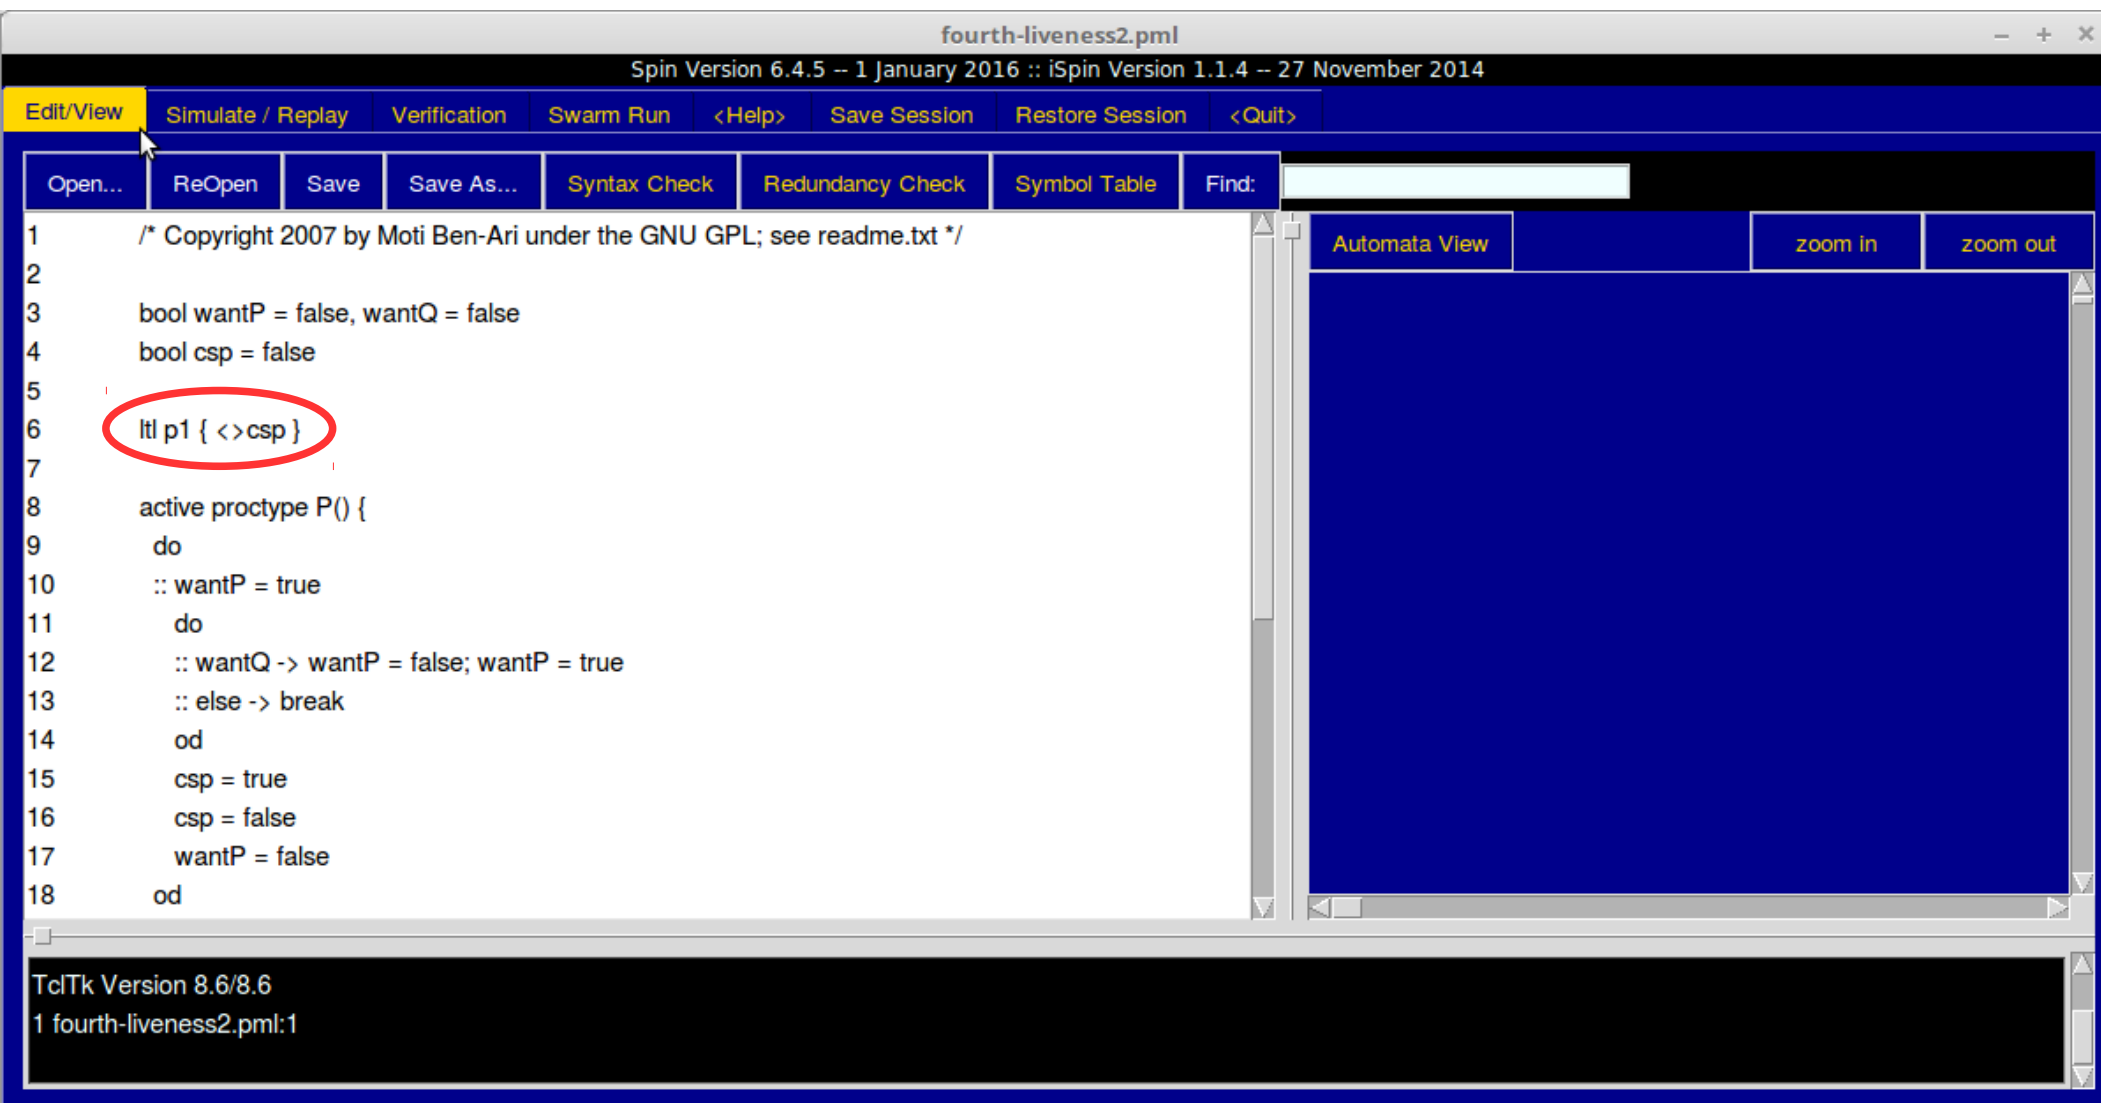 fourth-liveness2.pml
Spin Version 6.4.5 -- 1 January 2016 :: iSpin Version 1.1.4 -- 27 November 2014
Edit/View Simulate / Replay Verification Swarm Run <Help> Save Session Restore Session <Quit>
Open... ReOpen Save Save As... Syntax Check Redundancy Check Symbol Table Find:
Automata View zoom in zoom out
1 /* Copyright 2007 by Moti Ben-Ari under the GNU GPL; see readme.txt */
2
3 bool wantP = false, wantQ = false
4 bool csp = false
5
6 ltl p1 { <>csp }
7
8 active proctype P() {
9 do
10 :: wantP = true
11 do
12 :: wantQ -> wantP = false; wantP = true
13 :: else -> break
14 od
15 csp = true
16 csp = false
17 wantP = false
18 od
TclTk Version 8.6/8.6
1 fourth-liveness2.pml:1